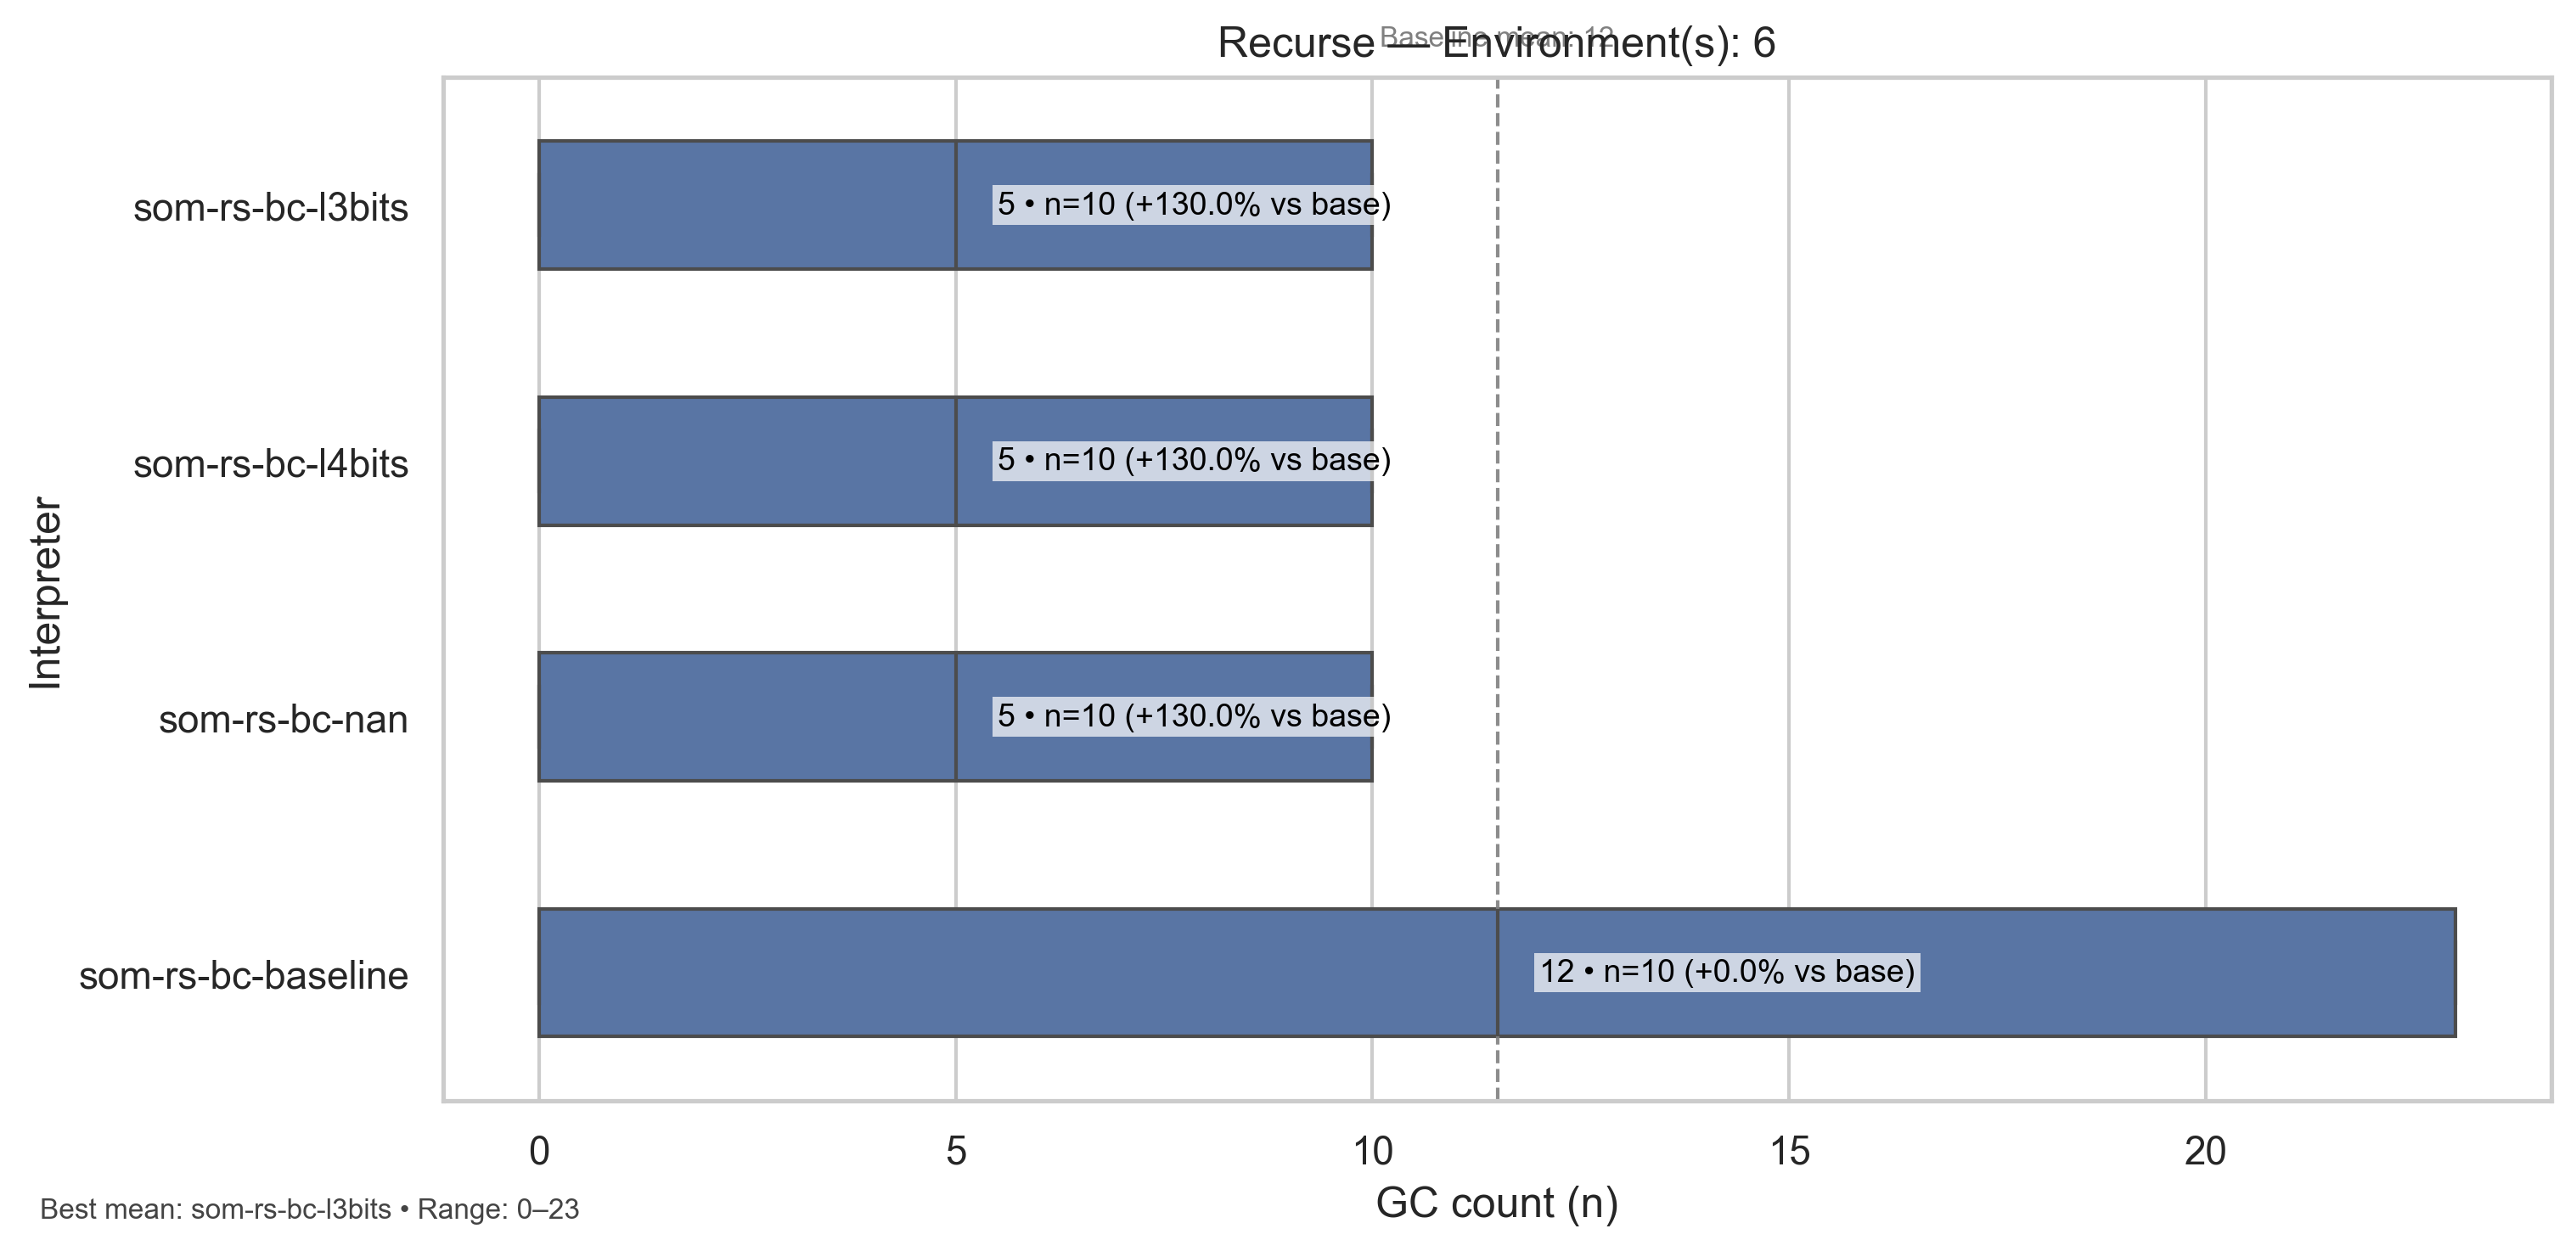 Baseline mean: 12
Recurse — Environment(s): 6
som-rs-bc-l3bits
5 • n=10 (+130.0% vs base)
som-rs-bc-l4bits
5 • n=10 (+130.0% vs base)
Interpreter
som-rs-bc-nan
5 • n=10 (+130.0% vs base)
som-rs-bc-baseline
12 • n=10 (+0.0% vs base)
0 5 10 15 20
GC count (n)
Best mean: som-rs-bc-l3bits • Range: 0–23